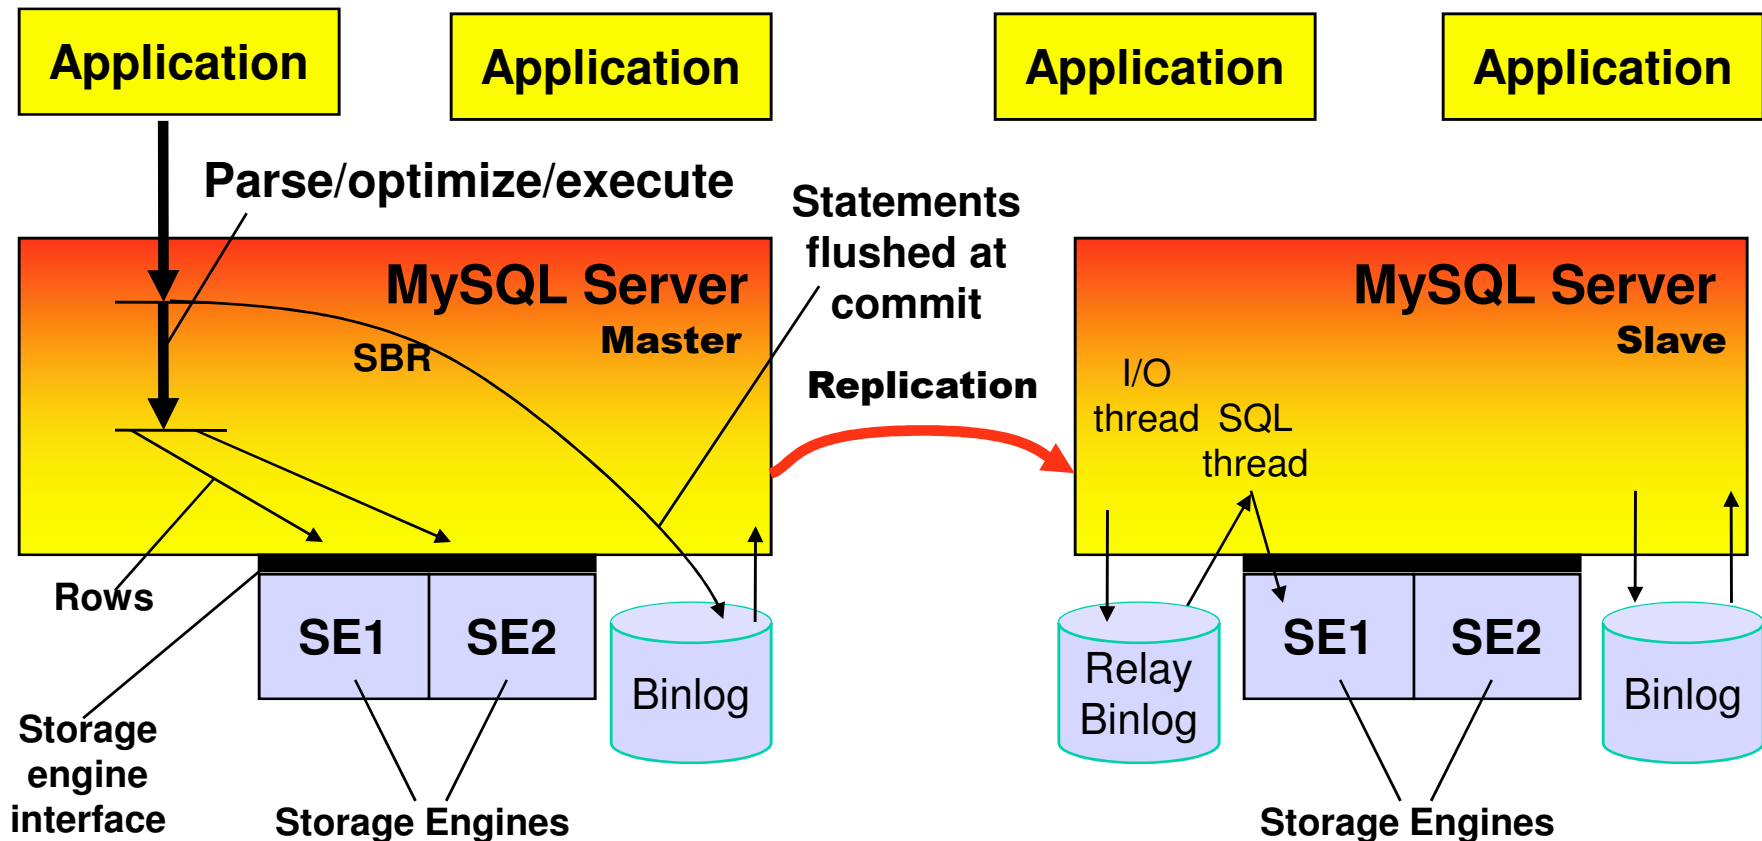 Application
Application
Application
Application
Parse/optimize/execute
Statements
flushed at
commit
MySQL Server
Master
SBR
Replication
MySQL Server
Slave
I/O
thread
SQL
thread
Rows
SE1
SE2
Binlog
Relay
Binlog
SE1
SE2
Binlog
Storage
engine
interface
Storage Engines
Storage Engines